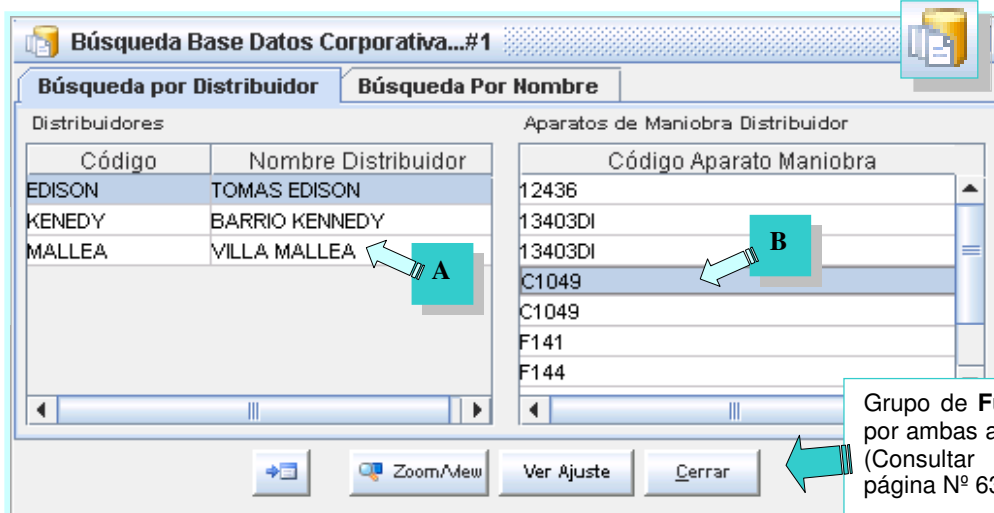 Búsqueda Base Datos Corporativa...#1
Búsqueda por Distribuidor Búsqueda Por Nombre
Distribuidores Aparatos de Maniobra Distribuidor
Código Nombre Distribuidor Código Aparato Maniobra
EDISON TOMAS EDISON 12436
KENEDY BARRIO KENNEDY 13403DI
MALLEA VILLA MALLEA 13403DI
A B
C1049
C1049
F141
F144
Grupo de
por ambas
(Consultar
página Nº
Zoom/View Ver Ajuste Cerrar